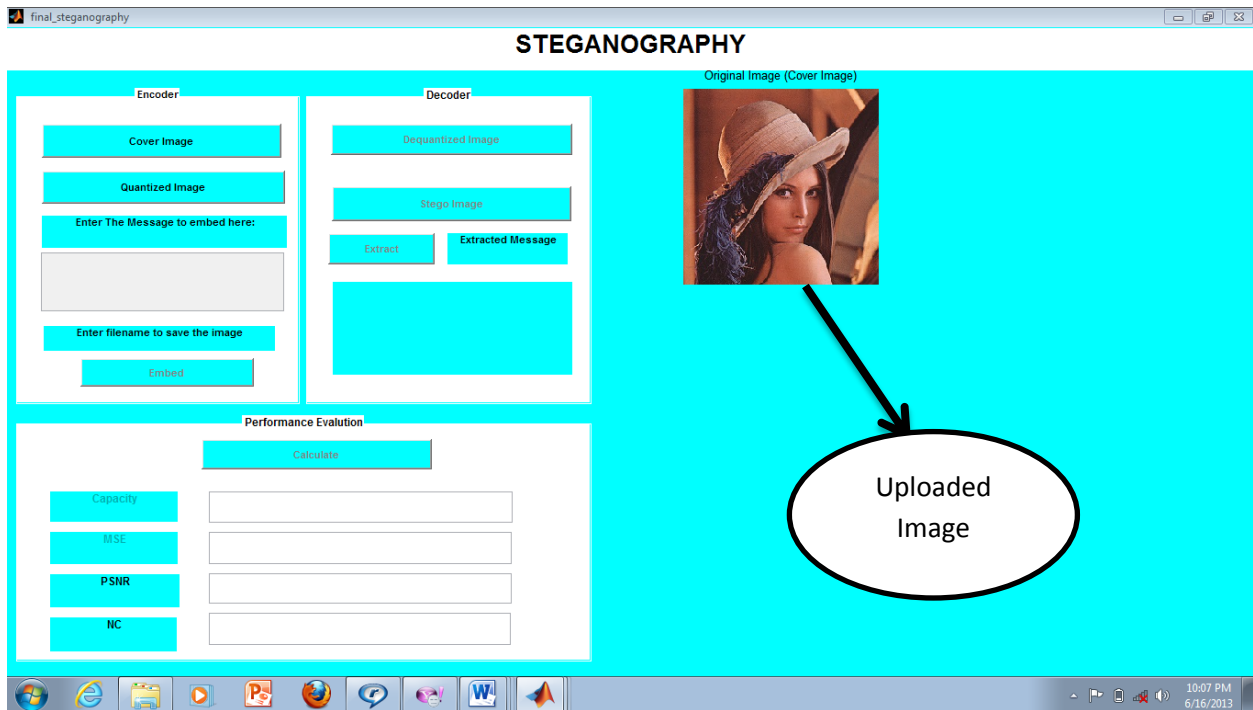 final_steganography
STEGANOGRAPHY
Original Image (Cover Image)
Encoder
Cover Image
Quantized Image
Enter The Message to embed here:
Enter filename to save the image
Embed
Decoder
Dequantized Image
Stego Image
Extract
Extracted Message
Performance Evalution
Calculate
Capacity
MSE
PSNR
NC
Uploaded
Image
10:07 PM
6/16/2013